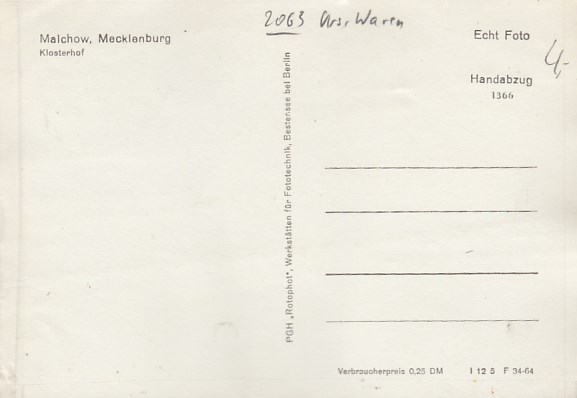 2063 Krs. Waren
Malchow, Mecklenburg
Klosterhof
Echt Foto
4,-
Handabzug
1366
PGH „Rotophot", Werkstätten für Fototechnik, Bestensee bei Berlin
Verbraucherpreis 0,25 DM I 12 5 F 34-64